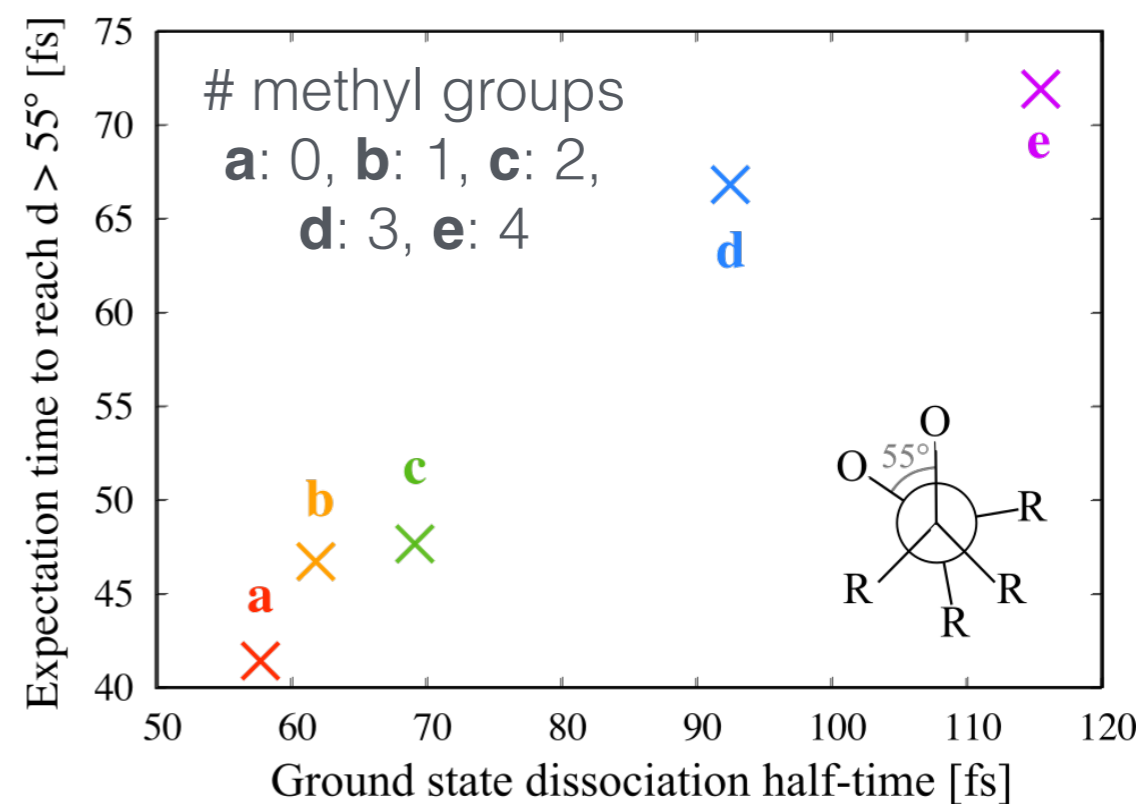 Expectation time to reach d > 55° [fs]
75
70
65
60
55
50
45
40
# methyl groups
a: 0, b: 1, c: 2,
d: 3, e: 4
e
d
c
b
a
O
O
55°
R
R
R
R
50
60
70
80
90
100
110
120
Ground state dissociation half-time [fs]